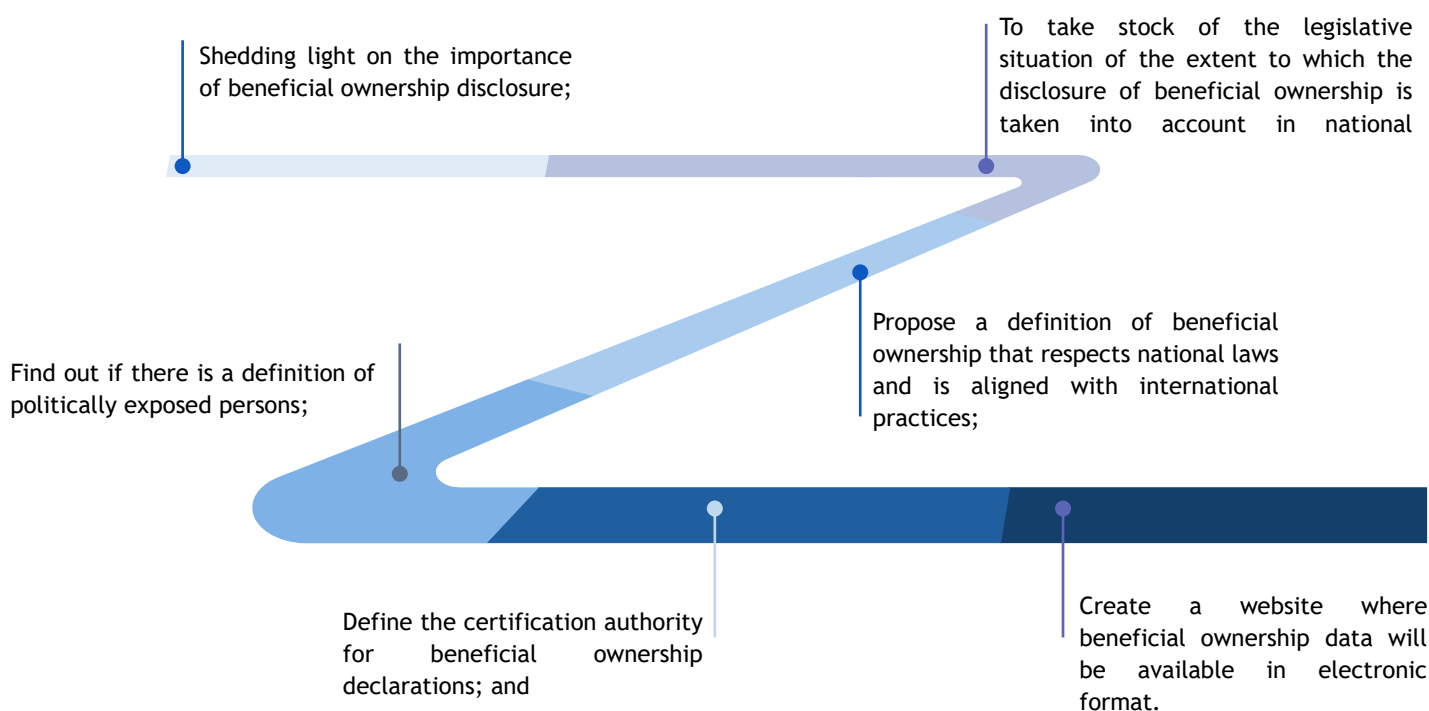 Shedding light on the importance
of beneficial ownership disclosure;
To take stock of the legislative
situation of the extent to which the
disclosure of beneficial ownership is
taken into account in national
Propose a definition of beneficial
ownership that respects national laws
and is aligned with international
practices;
Find out if there is a definition of
politically exposed persons;
Define the certification authority
for beneficial ownership
declarations; and
Create a website where
beneficial ownership data will
be available in electronic
format.